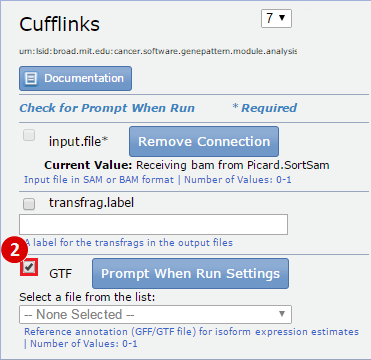 Cufflinks
7
urn:lsid:broad.mit.edu:cancer.software.genepattern.module.analysis
Documentation
Check for Prompt When Run * Required
input.file* Remove Connection
Current Value: Receiving bam from Picard.SortSam
Input file in SAM or BAM format | Number of Values: 0-1
transfrag.label
A label for the transfrags in the output files
2
GTF Prompt When Run Settings
Select a file from the list:
-- None Selected --
Reference annotation (GFF/GTF file) for isoform expression estimates
| Number of Values: 0-1